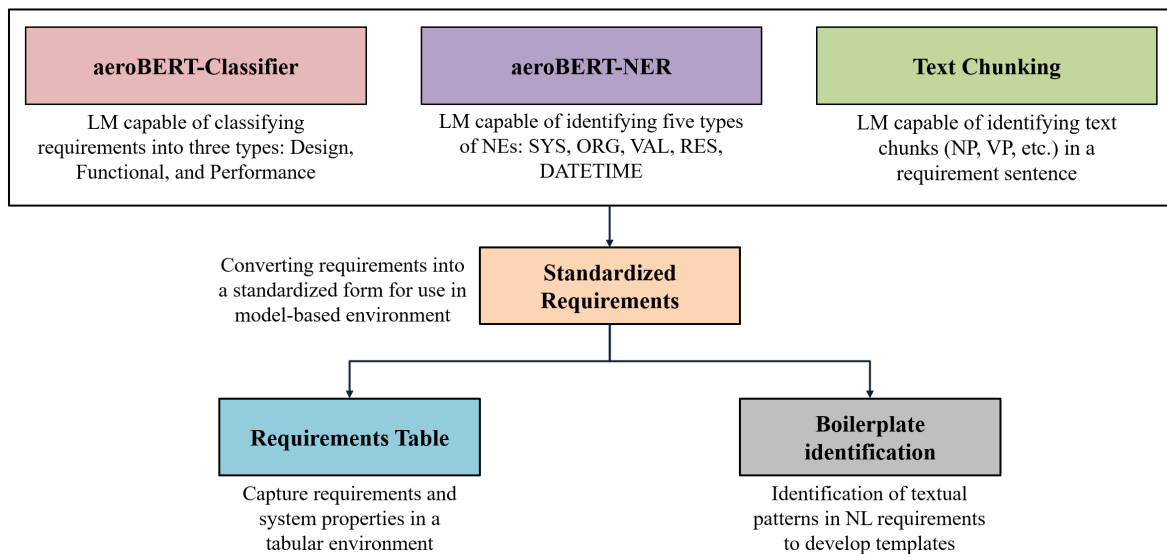 aeroBERT-Classifier
LM capable of classifying
requirements into three types: Design,
Functional, and Performance
aeroBERT-NER
LM capable of identifying five types
of NEs: SYS, ORG, VAL, RES,
DATETIME
Text Chunking
LM capable of identifying text
chunks (NP, VP, etc.) in a
requirement sentence
Converting requirements into
a standardized form for use in
model-based environment
Standardized
Requirements
Requirements Table
Capture requirements and
system properties in a
tabular environment
Boilerplate
identification
Identification of textual
patterns in NL requirements
to develop templates